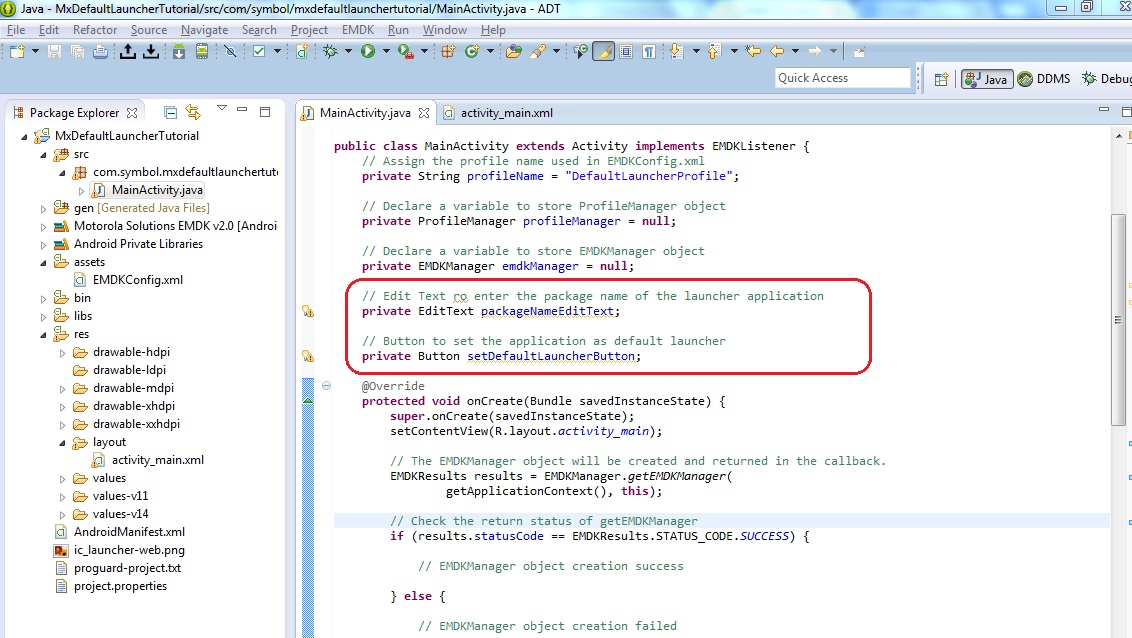 Java - MxDefaultLauncherTutorial/src/com/symbol/mxdefaultlaunchertutorial/MainActivity.java - ADT
File Edit Refactor Source Navigate Search Project EMDK Run Window Help
Quick Access
Java
DDMS
Debug
Package Explorer
MxDefaultLauncherTutorial
src
com.symbol.mxdefaultlaunchertuto
MainActivity.java
gen [Generated Java Files]
Motorola Solutions EMDK v2.0 [Androi
Android Private Libraries
assets
EMDKConfig.xml
bin
libs
res
drawable-hdpi
drawable-ldpi
drawable-mdpi
drawable-xhdpi
drawable-xxhdpi
layout
activity_main.xml
values
values-v11
values-v14
AndroidManifest.xml
ic_launcher-web.png
proguard-project.txt
project.properties
MainActivity.java
activity_main.xml
public class MainActivity extends Activity implements EMDKListener {
// Assign the profile name used in EMDKConfig.xml
private String profileName = "DefaultLauncherProfile";
// Declare a variable to store ProfileManager object
private ProfileManager profileManager = null;
// Declare a variable to store EMDKManager object
private EMDKManager emdkManager = null;
// Edit Text ro enter the package name of the launcher application
private EditText packageNameEditText;
// Button to set the application as default launcher
private Button setDefaultLauncherButton;
@Override
protected void onCreate(Bundle savedInstanceState) {
super.onCreate(savedInstanceState);
setContentView(R.layout.activity_main);
// The EMDKManager object will be created and returned in the callback.
EMDKResults results = EMDKManager.getEMDKManager(
getApplicationContext(), this);
// Check the return status of getEMDKManager
if (results.statusCode == EMDKResults.STATUS_CODE.SUCCESS) {
// EMDKManager object creation success
} else {
// EMDKManager object creation failed